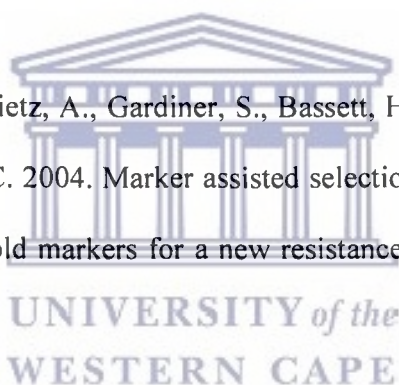 ietz, A., Gardiner, S., Bassett, H
C. 2004. Marker assisted selectio
old markers for a new resistance
UNIVERSITY of the
WESTERN CAPE